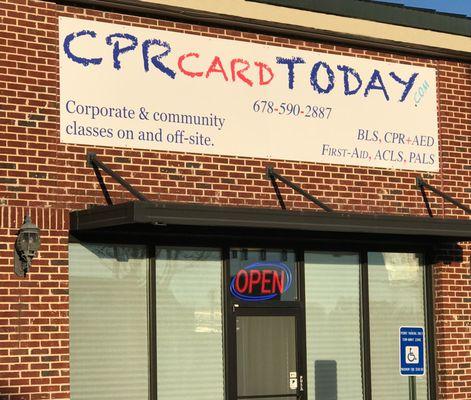 CPRCARDTODAY.COM
678-590-2887
Corporate & community
classes on and off-site.
BLS, CPR+AED
FIRST-AID, ACLS, PALS
OPEN